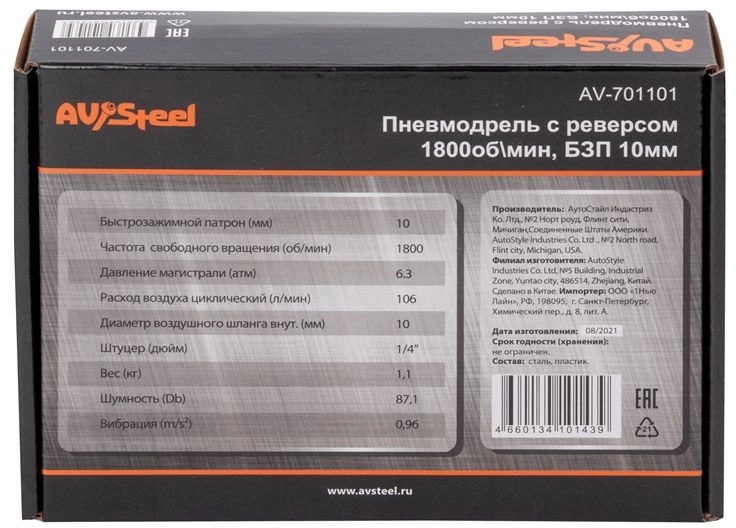 www.avsteel.ru
AV-701101
Пневмодрель с реверсом
1800об\мин, БЗП 10мм
AV Steel
AV Steel
AV-701101
Пневмодрель с реверсом
1800об\мин, БЗП 10мм
Быстрозажимной патрон (мм) 10
Частота свободного вращения (об/мин) 1800
Давление магистрали (атм) 6.3
Расход воздуха циклический (л/мин) 106
Диаметр воздушного шланга внут. (мм) 10
Штуцер (дюйм) 1/4"
Вес (кг) 1,1
Шумность (Db) 87,1
Вибрация (m/s²) 0,96
Производитель: АутоСтайл Индастриз
Ко. Лтд., №2 Норт роуд, Флинт сити,
Мичиган,Соединенные Штаты Америки.
AutoStyle Industries Co. Ltd ., №2 North road,
Flint city, Michigan, USA.
Филиал изготовителя: AutoStyle
Industries Co. Ltd, №5 Building, Industrial
Zone, Yuntao city, 486514, Zhejiang, Китай.
Сделано в Китае. Импортер: ООО «1Нью
Лайн», РФ, 198095, г. Санкт-Петербург,
Химический пер., д. 8, лит. А.
Дата изготовления: 08/2021
Срок годности (хранения):
не ограничен.
Состав: сталь, пластик.
4 660134 101439
EAC
21
www.avsteel.ru